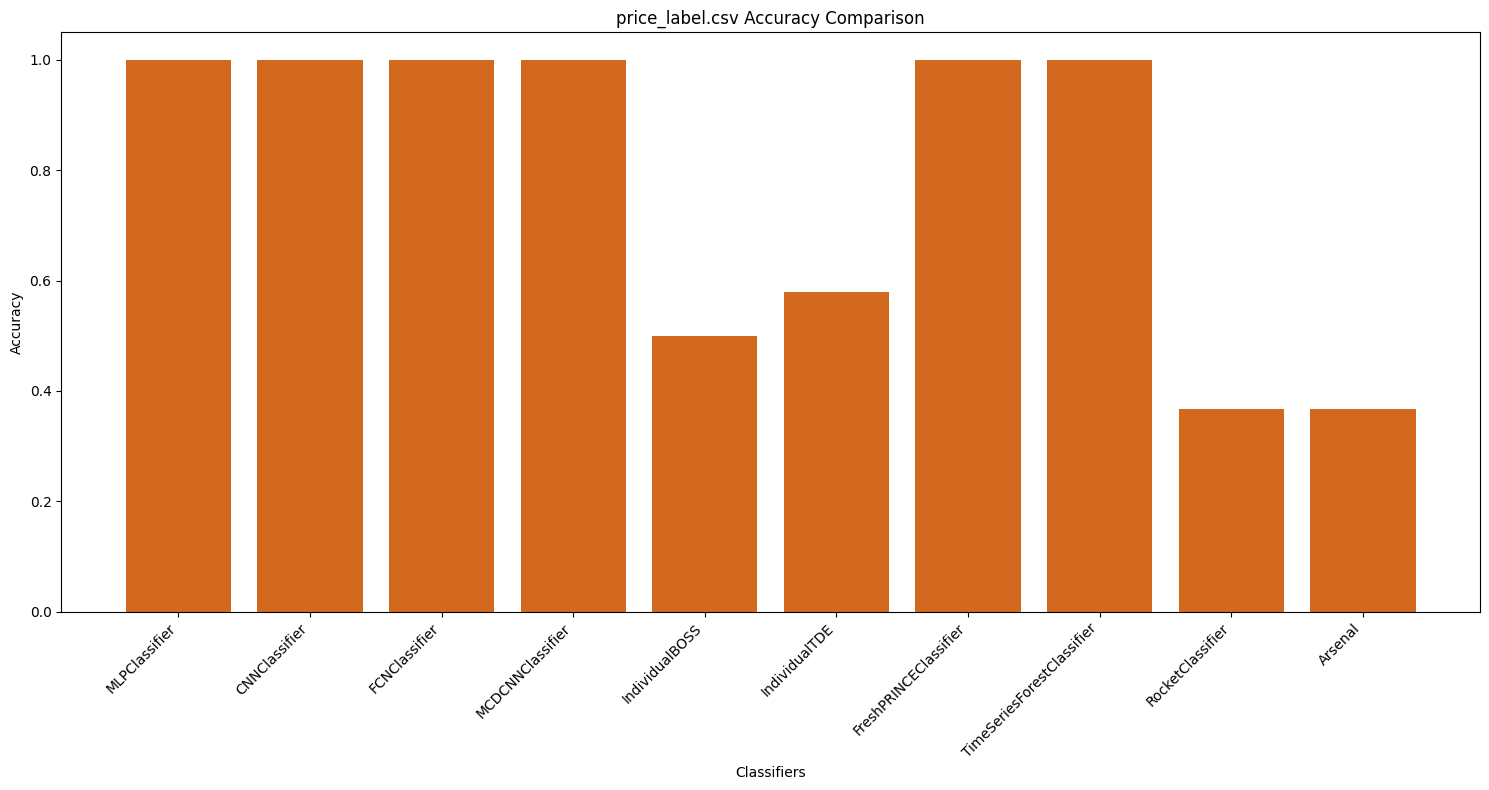 price_label.csv Accuracy Comparison
1.0
0.8
0.6
0.4
0.2
0.0
Accuracy
MLPClassifier
CNNClassifier
FCNClassifier
MCDCNNClassifier
IndividualBOSS
IndividualTDE
FreshPRINCEClassifier
TimeSeriesForestClassifier
RocketClassifier
Arsenal
Classifiers